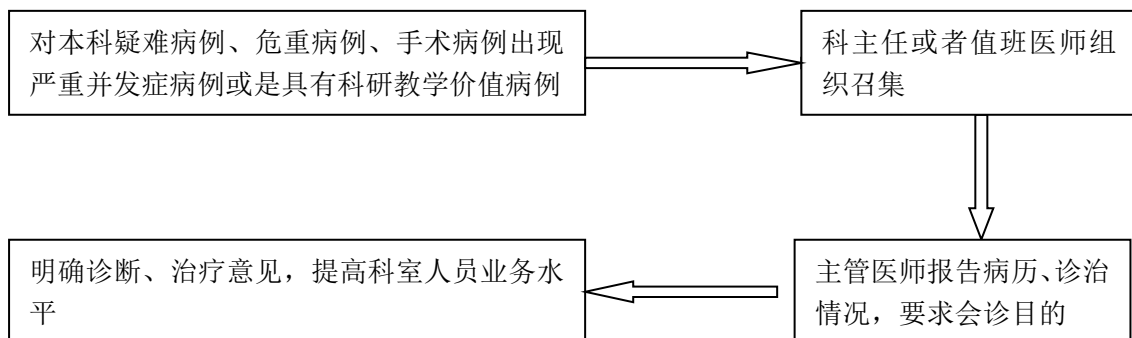 对本科疑难病例、危重病例、手术病例出现
严重并发症病例或是具有科研教学价值病例
科主任或者值班医师组
织召集
主管医师报告病历、诊治
情况，要求会诊目的
明确诊断、治疗意见，提高科室人员业务水
平